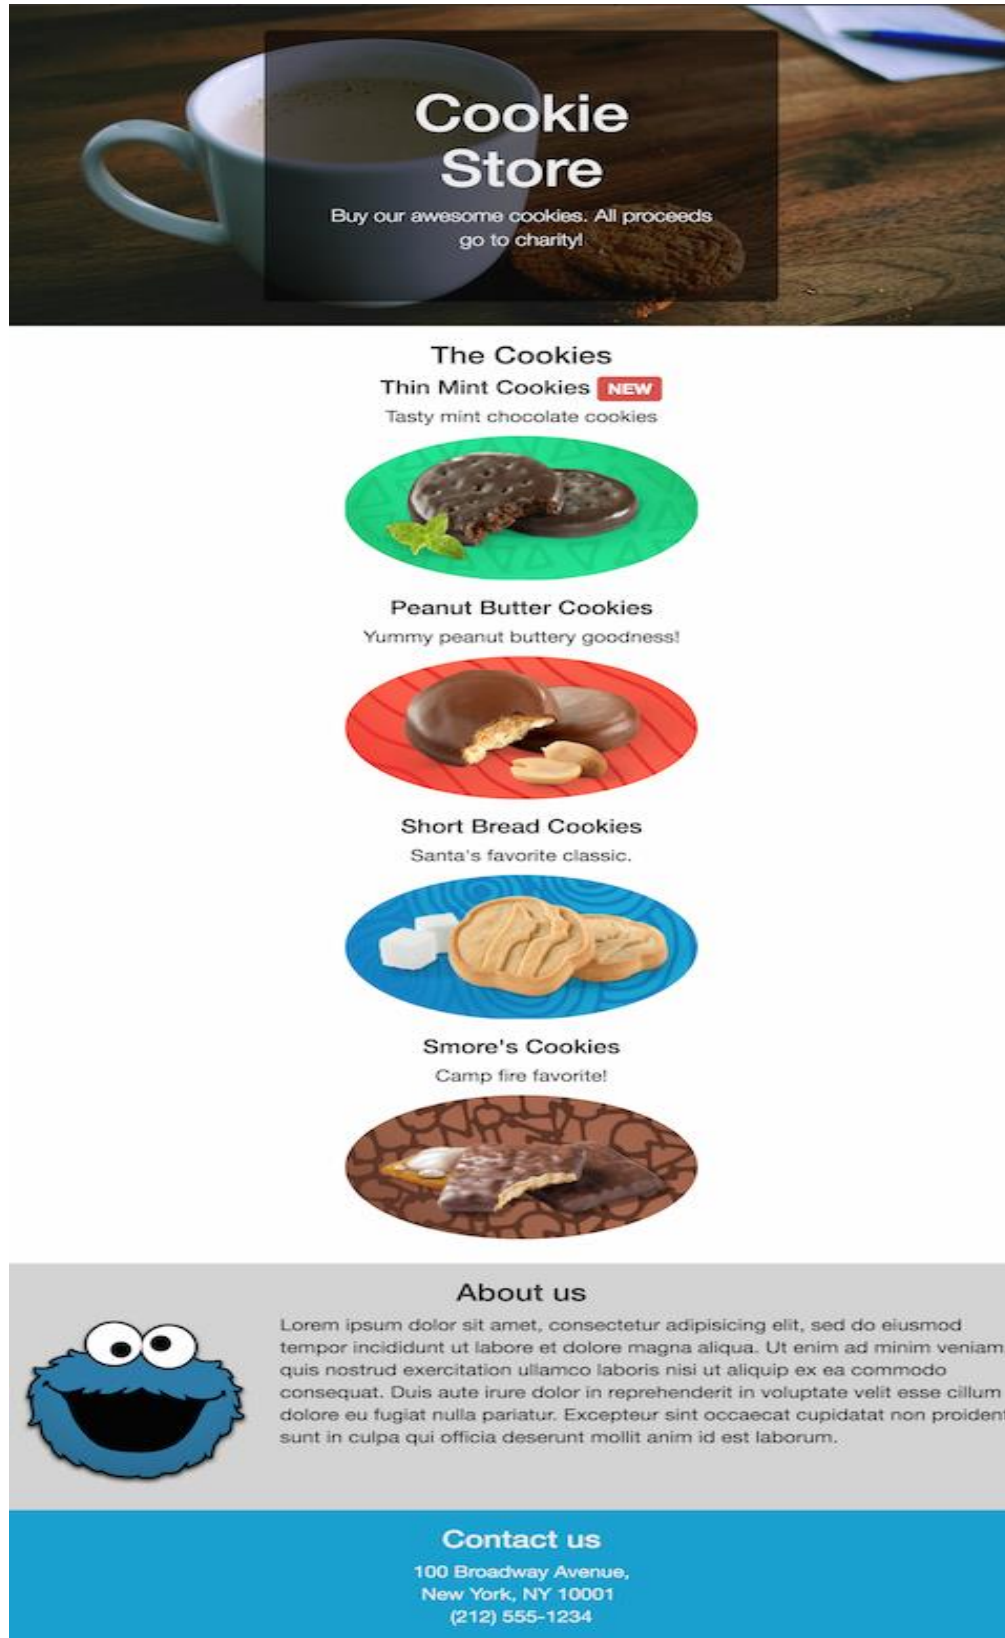 Cookie
Store
Buy our awesome cookies. All proceeds
go to charity!
The Cookies
Thin Mint Cookies NEW
Tasty mint chocolate cookies
Peanut Butter Cookies
Yummy peanut buttery goodness!
Short Bread Cookies
Santa's favorite classic.
Smore's Cookies
Camp fire favorite!
About us
Lorem ipsum dolor sit amet, consectetur adipisicing elit, sed do eiusmod
tempor incididunt ut labore et dolore magna aliqua. Ut enim ad minim veniam
quis nostrud exercitation ullamco laboris nisi ut aliquip ex ea commodo
consequat. Duis aute irure dolor in reprehenderit in voluptate velit esse cillum
dolore eu fugiat nulla pariatur. Excepteur sint occaecat cupidatat non proident
sunt in culpa qui officia deserunt mollit anim id est laborum.
Contact us
100 Broadway Avenue,
New York, NY 10001
(212) 555-1234